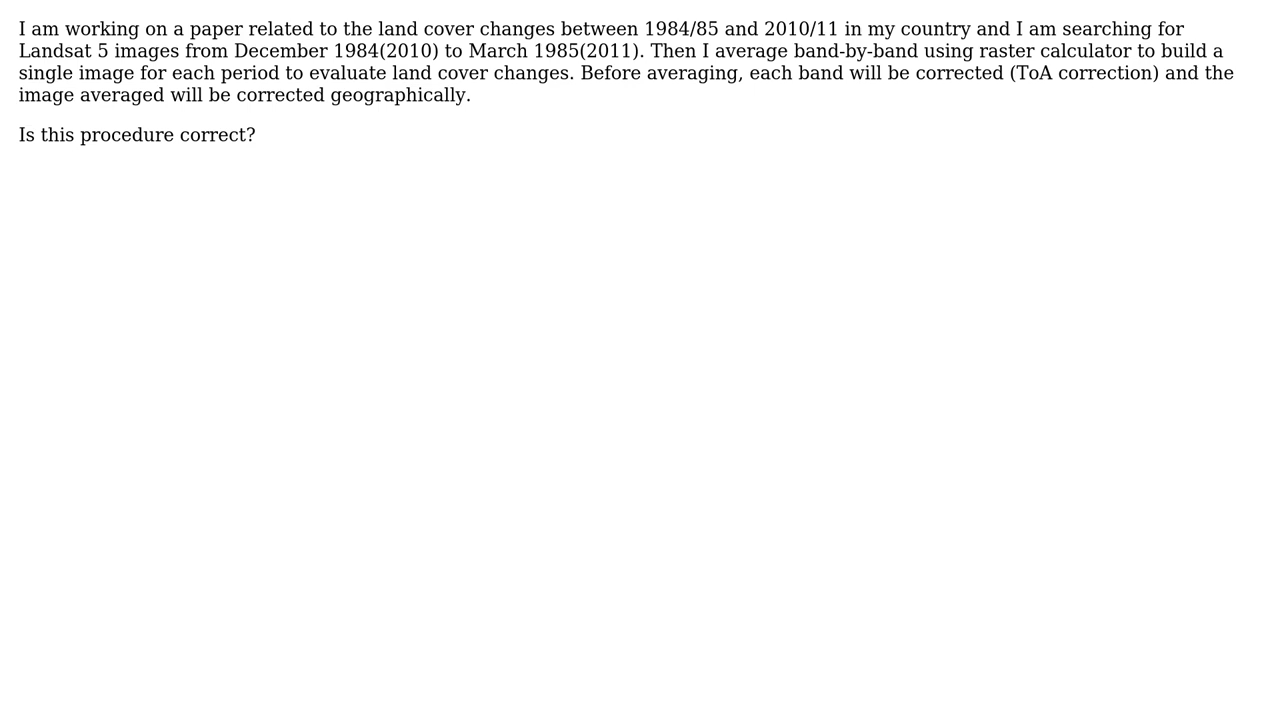 I am working on a paper related to the land cover changes between 1984/85 and 2010/11 in my country and I am searching for
Landsat 5 images from December 1984(2010) to March 1985(2011). Then I average band-by-band using raster calculator to build a
single image for each period to evaluate land cover changes. Before averaging, each band will be corrected (ToA correction) and the
image averaged will be corrected geographically.
Is this procedure correct?